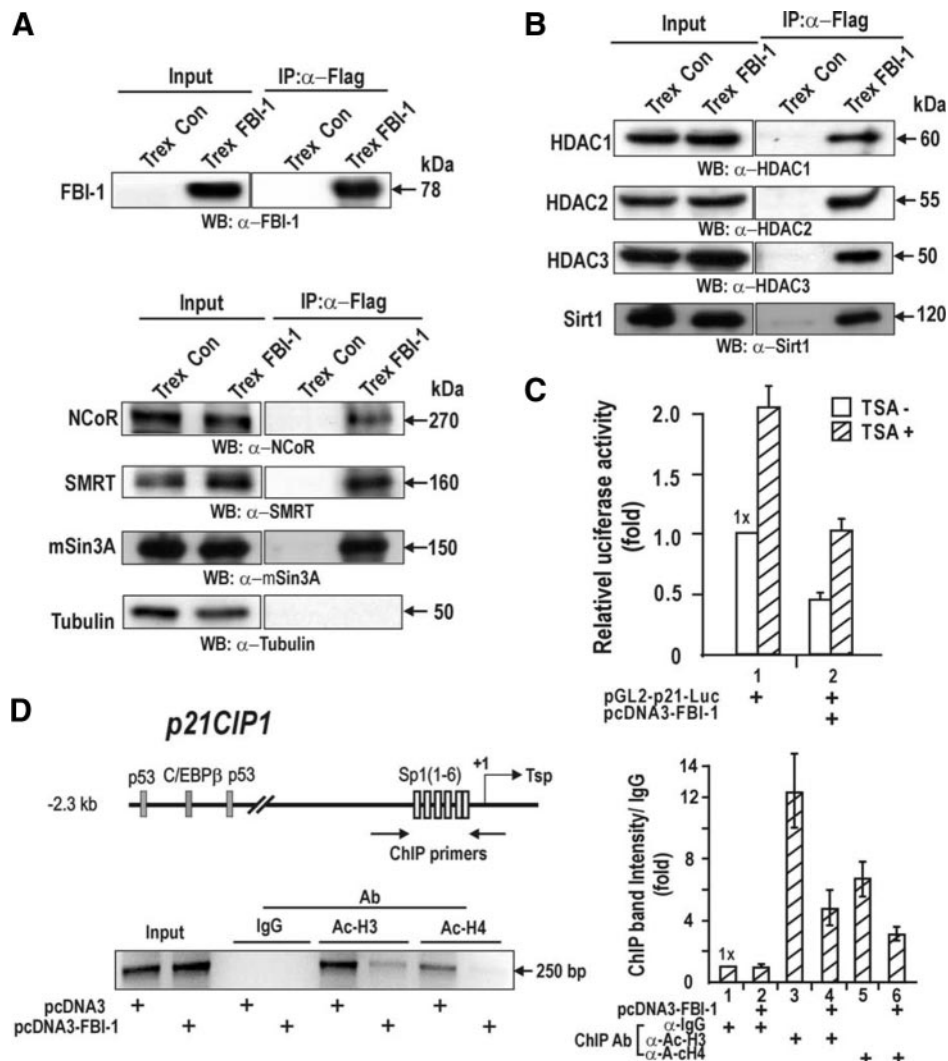 A
Input IP:α–Flag
Trex Con Trex FBI-1 Trex Con Trex FBI-1
kDa
FBI-1 78
WB: α–FBI-1
Input IP:α–Flag
Trex Con Trex FBI-1 Trex Con Trex FBI-1
kDa
NCoR 270
WB: α–NCoR
SMRT 160
WB: α–SMRT
mSin3A 150
WB: α–mSin3A
Tubulin 50
WB: α–Tubulin
B
Input IP:α–Flag
Trex Con Trex FBI-1 Trex Con Trex FBI-1
kDa
HDAC1 60
WB: α–HDAC1
HDAC2 55
WB: α–HDAC2
HDAC3 50
WB: α–HDAC3
Sirt1 120
WB: α–Sirt1
C
Relativel uciferase activity
(fold)
2.0
1.5
1.0
0.5
0
TSA -
TSA +
1x
1 2
pGL2-p21-Luc + +
pcDNA3-FBI-1 +
D
p21CIP1
p53 C/EBPβ p53 Sp1(1-6) +1 Tsp
-2.3 kb
ChIP primers
Ab
Input IgG Ac-H3 Ac-H4
250 bp
pcDNA3 + + + +
pcDNA3-FBI-1 + + + +
ChIP band Intensity/ IgG
(fold)
14
12
8
4
0
1x
1 2 3 4 5 6
pcDNA3-FBI-1 + + +
ChIP Ab
α-IgG + +
α-Ac-H3 + +
α-A-cH4 + +